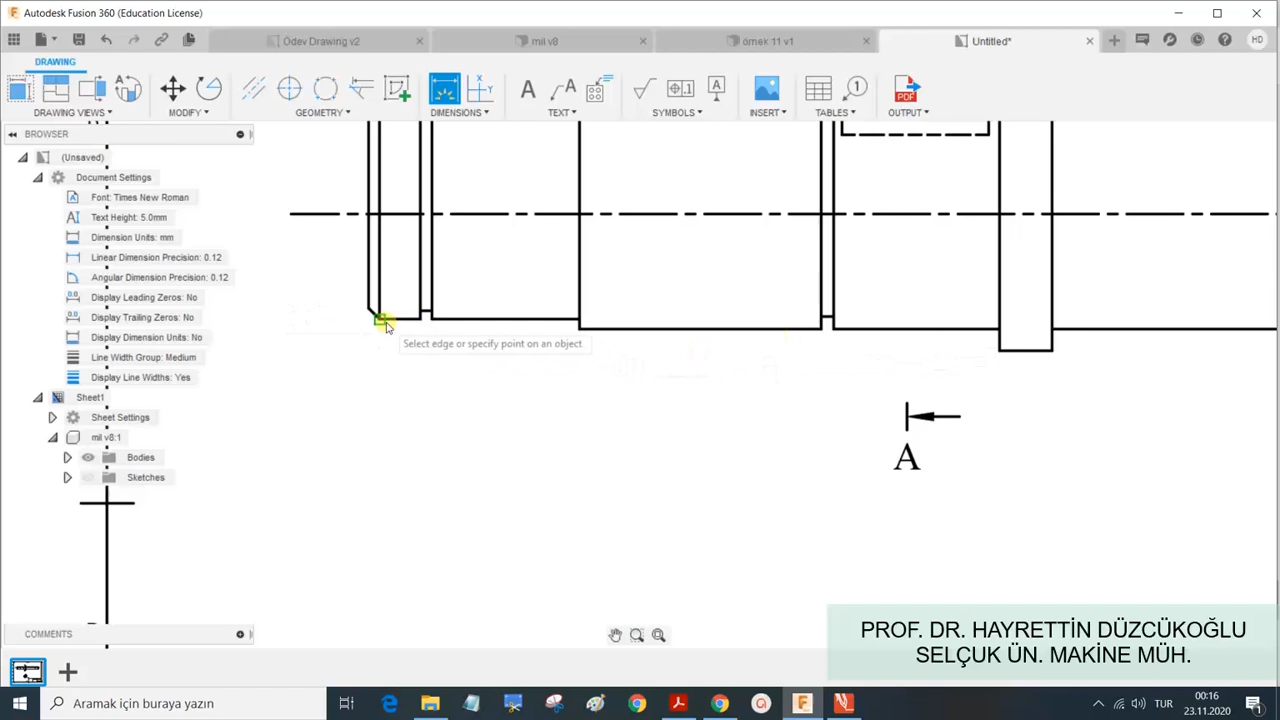 Autodesk Fusion 360 (Education License)
Ödev Drawing v2
mil v8
örnek 11 v1
Untitled*
HD
DRAWING
DRAWING VIEWS
MODIFY
GEOMETRY
DIMENSIONS
TEXT
SYMBOLS
INSERT
TABLES
OUTPUT
BROWSER
(Unsaved)
Document Settings
Font: Times New Roman
Text Height: 5.0mm
Dimension Units: mm
Linear Dimension Precision: 0.12
Angular Dimension Precision: 0.12
Display Leading Zeros: No
Display Trailing Zeros: No
Display Dimension Units: No
Line Width Group: Medium
Display Line Widths: Yes
Sheet1
Sheet Settings
mil v8:1
Bodies
Sketches
Select edge or specify point on an object
A
COMMENTS
PROF. DR. HAYRETTİN DÜZCÜKOĞLU
SELÇUK ÜN. MAKİNE MÜH.
Aramak için buraya yazın
TUR
00:16
23.11.2020